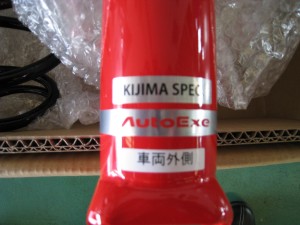 KIJIMA SPEC
AutoExe
車両外側